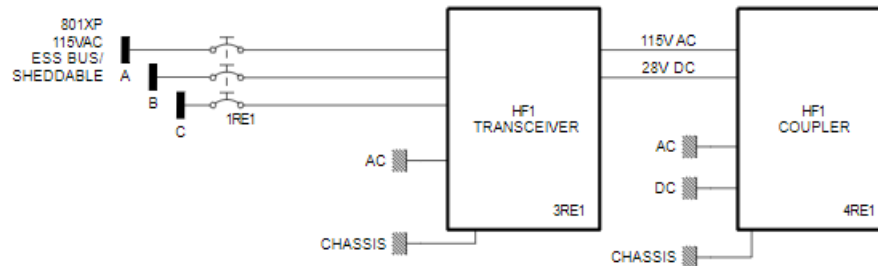 801XP
115VAC
ESS BUS/
SHEDDABLE
A
B
C
1RE1
AC
CHASSIS
HF1
TRANSCEIVER
3RE1
115V AC
28V DC
AC
DC
CHASSIS
HF1
COUPLER
4RE1